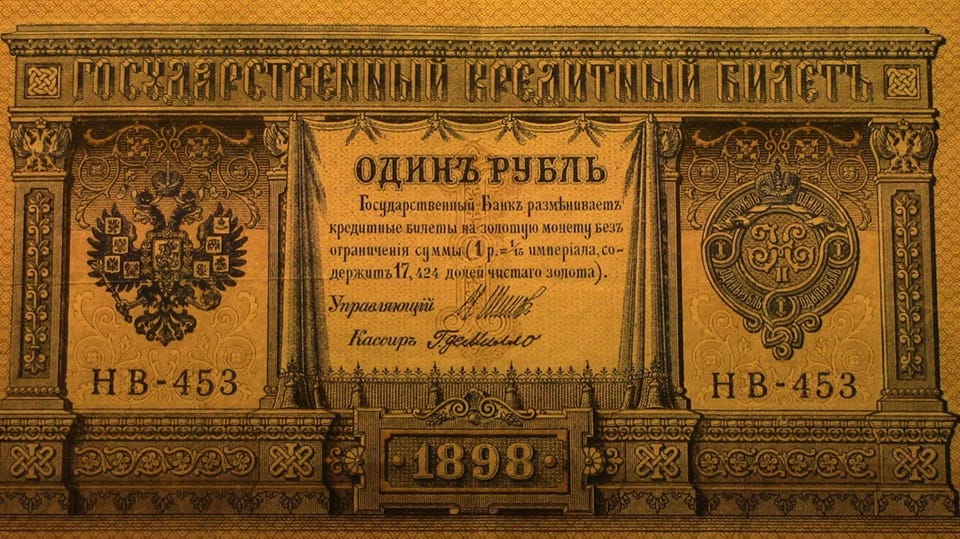 ГОСУДАРСТВЕННЫЙ КРЕДИТНЫЙ БИЛЕТЪ
ОДИНЪ РУБЛЬ
Государственный Банкъ размѣниваетъ
кредитные билеты на золотую монету безъ
ограниченія суммы (1 р.=1/15 имперіала, со-
держитъ 17,424 долей чистаго золота).
Управляющій
Кассиръ
НВ-453
НВ-453
1898